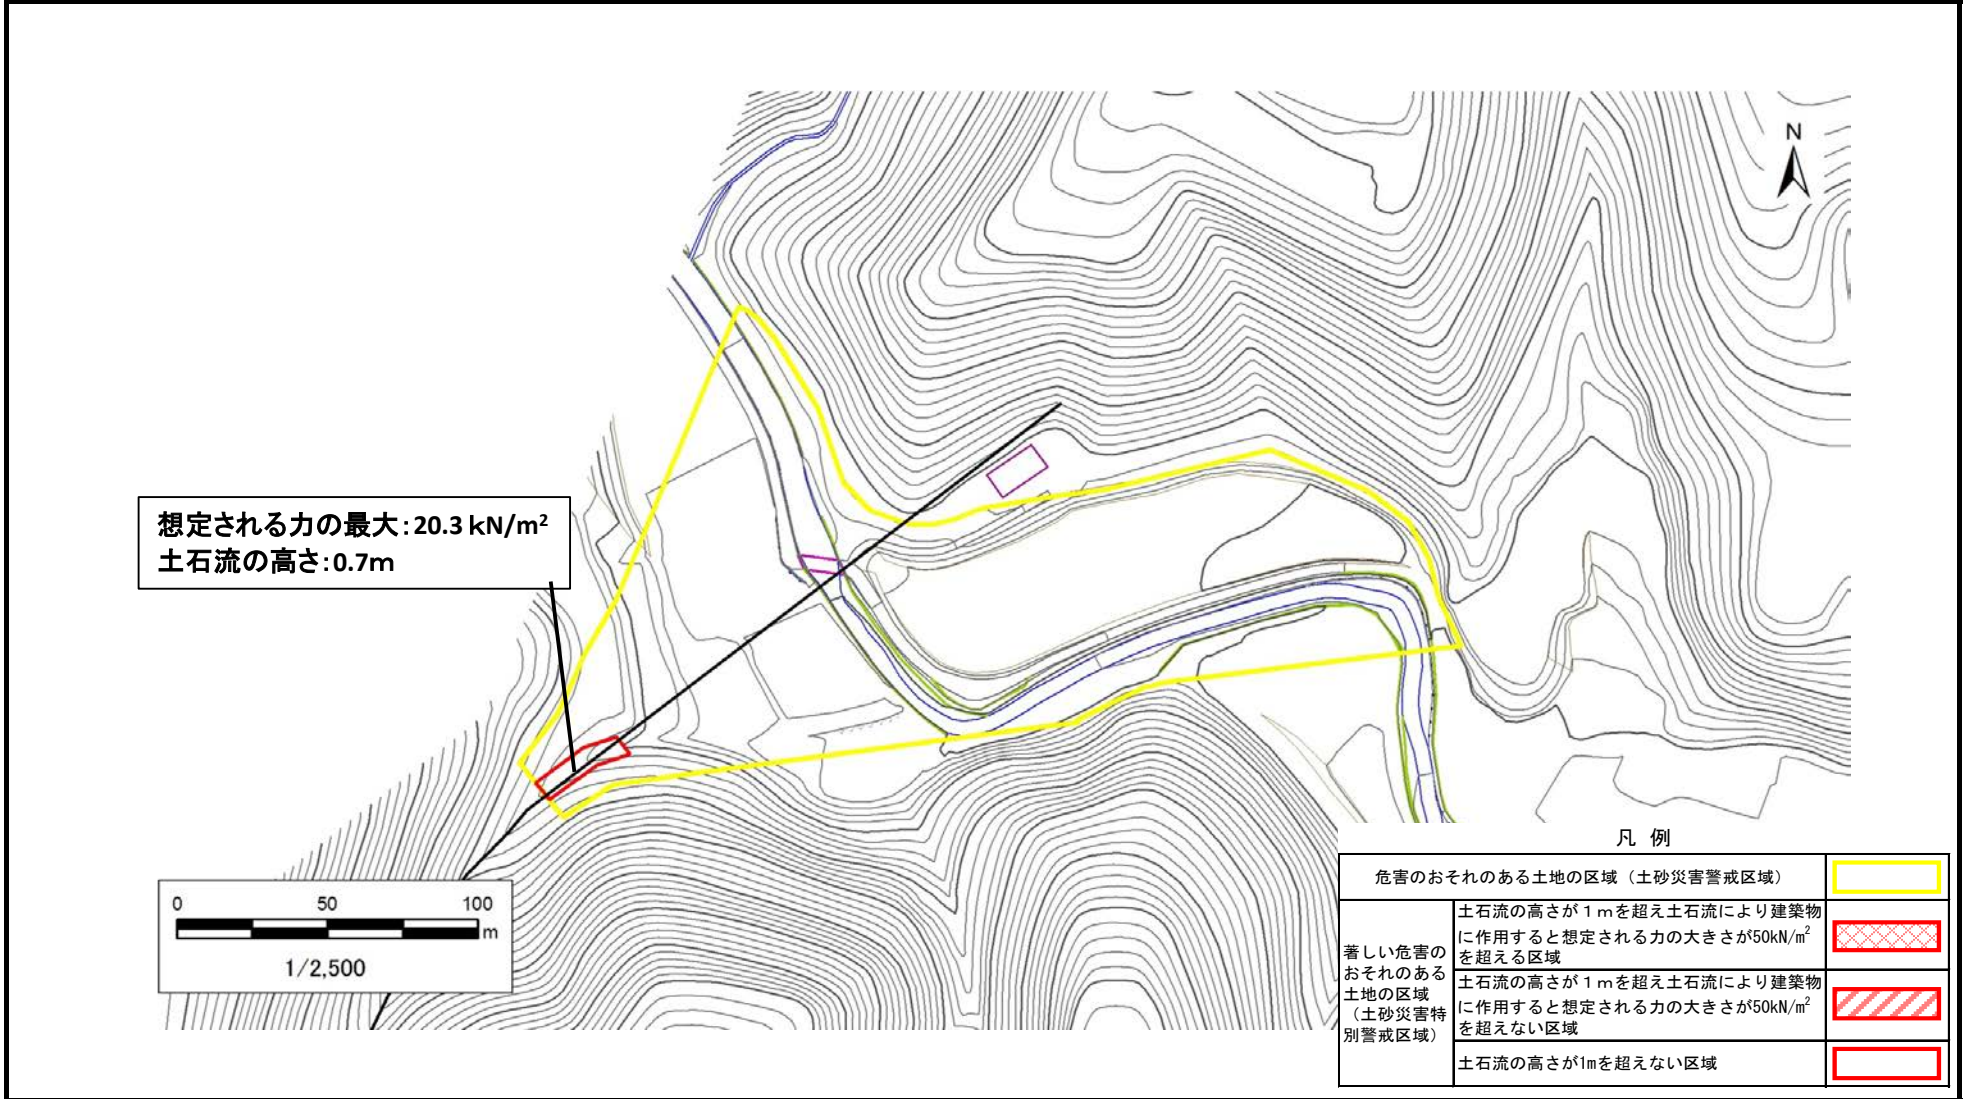 N
想定される力の最大：20.3 kN/m²
土石流の高さ：0.7m
0 50 100
m
1/2,500
凡 例
危害のおそれのある土地の区域（土砂災害警戒区域）
著しい危害の
おそれのある
土地の区域
（土砂災害特
別警戒区域）
土石流の高さが１ｍを超え土石流により建築物
に作用すると想定される力の大きさが50kN/m²
を超える区域
土石流の高さが１ｍを超え土石流により建築物
に作用すると想定される力の大きさが50kN/m²
を超えない区域
土石流の高さが1mを超えない区域